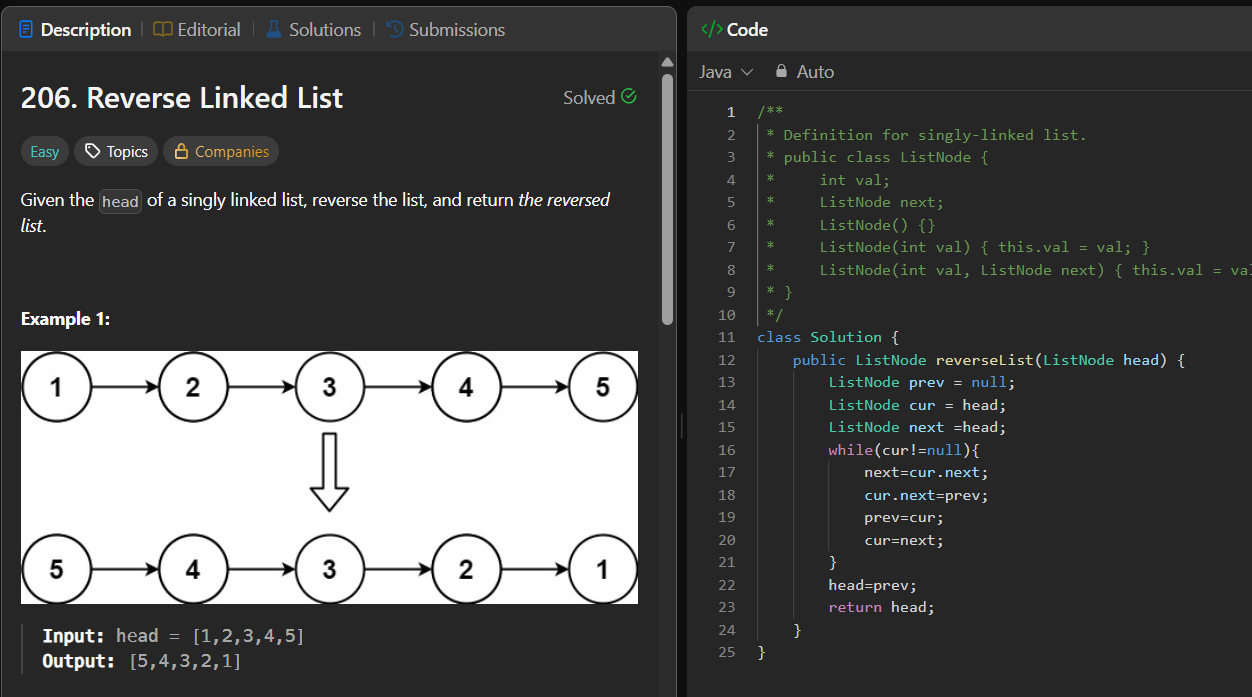 Description | Editorial | Solutions | Submissions
206. Reverse Linked List
Solved
Easy Topics Companies
Given the head of a singly linked list, reverse the list, and return the reversed
list.
Example 1:
1 2 3 4 5
5 4 3 2 1
Input: head = [1,2,3,4,5]
Output: [5,4,3,2,1]
</> Code
Java Auto
1 /**
2 * Definition for singly-linked list.
3 * public class ListNode {
4 *     int val;
5 *     ListNode next;
6 *     ListNode() {}
7 *     ListNode(int val) { this.val = val; }
8 *     ListNode(int val, ListNode next) { this.val = va
9 * }
10 */
11 class Solution {
12     public ListNode reverseList(ListNode head) {
13         ListNode prev = null;
14         ListNode cur = head;
15         ListNode next =head;
16         while(cur!=null){
17             next=cur.next;
18             cur.next=prev;
19             prev=cur;
20             cur=next;
21         }
22         head=prev;
23         return head;
24     }
25 }